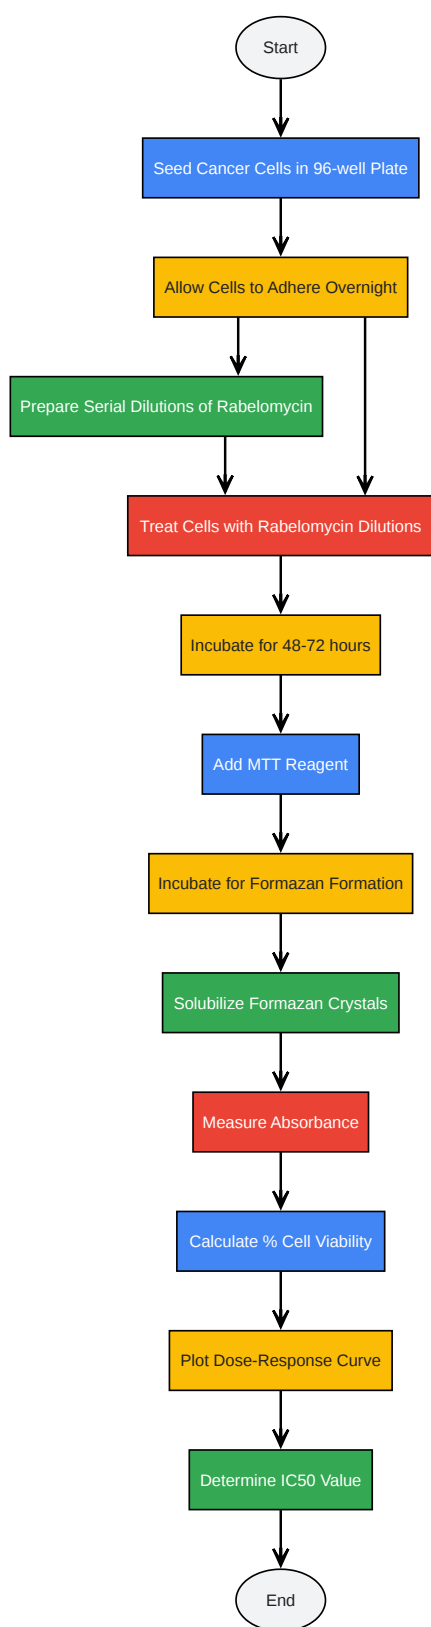 Start
Seed Cancer Cells in 96-well Plate
Allow Cells to Adhere Overnight
Prepare Serial Dilutions of Rabelomycin
Treat Cells with Rabelomycin Dilutions
Incubate for 48-72 hours
Add MTT Reagent
Incubate for Formazan Formation
Solubilize Formazan Crystals
Measure Absorbance
Calculate % Cell Viability
Plot Dose-Response Curve
Determine IC50 Value
End